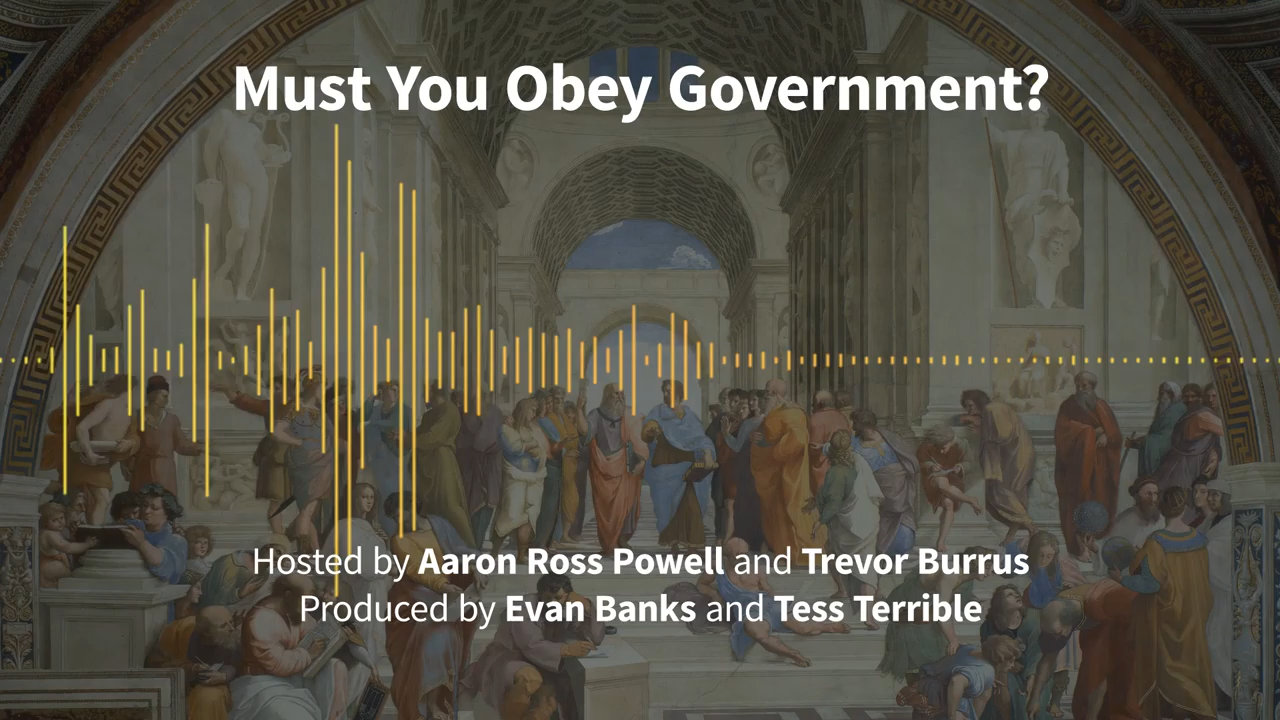 Must You Obey Government?
Hosted by Aaron Ross Powell and Trevor Burrus
Produced by Evan Banks and Tess Terrible